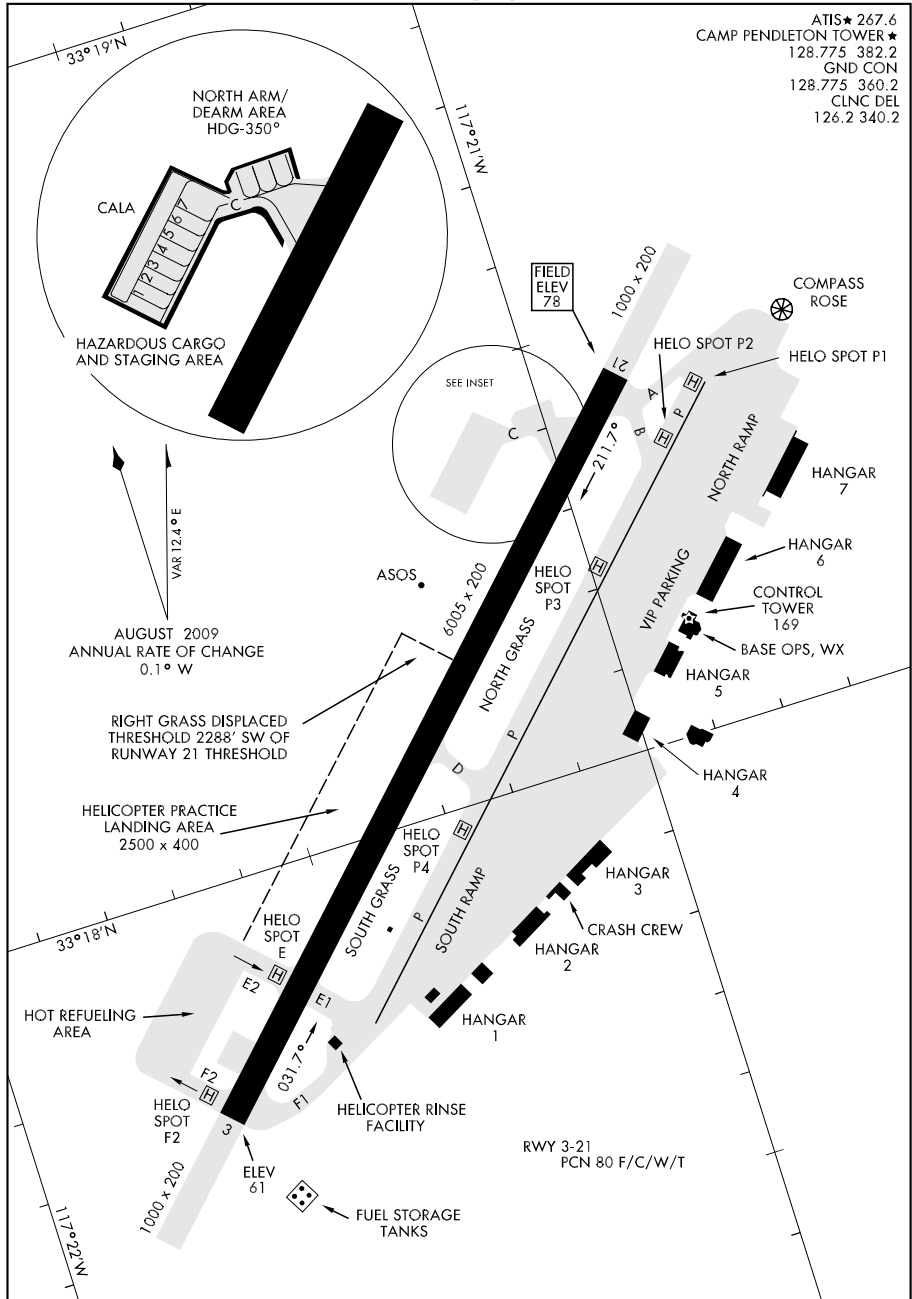 ATIS★ 267.6
CAMP PENDLETON TOWER★
128.775 382.2
GND CON
128.775 360.2
CLNC DEL
126.2 340.2
33°19'N
NORTH ARM/
DEARM AREA
HDG-350°
CALA
C
1
2
3
4
5
6
7
HAZARDOUS CARGO
AND STAGING AREA
117°21'W
FIELD
ELEV
78
1000 x 200
COMPASS
ROSE
HELO SPOT P2
HELO SPOT P1
SEE INSET
21
A
H
P
B
H
C
211.7°
NORTH RAMP
HANGAR
7
VAR 12.4° E
HANGAR
6
ASOS
HELO
SPOT
P3
H
VIP PARKING
CONTROL
TOWER
169
6005 x 200
BASE OPS, WX
AUGUST 2009
ANNUAL RATE OF CHANGE
0.1° W
NORTH GRASS
HANGAR
5
RIGHT GRASS DISPLACED
THRESHOLD 2288' SW OF
RUNWAY 21 THRESHOLD
P
D
HANGAR
4
HELICOPTER PRACTICE
LANDING AREA
2500 x 400
HELO
SPOT
P4
H
HANGAR
3
33°18'N
SOUTH GRASS
P
SOUTH RAMP
CRASH CREW
HANGAR
2
HELO
SPOT
E
H
E2
E1
HOT REFUELING
AREA
HANGAR
1
031.7°
F2
H
F1
HELO
SPOT
F2
HELICOPTER RINSE
FACILITY
3
RWY 3-21
PCN 80 F/C/W/T
ELEV
61
1000 x 200
FUEL STORAGE
TANKS
117°22'W